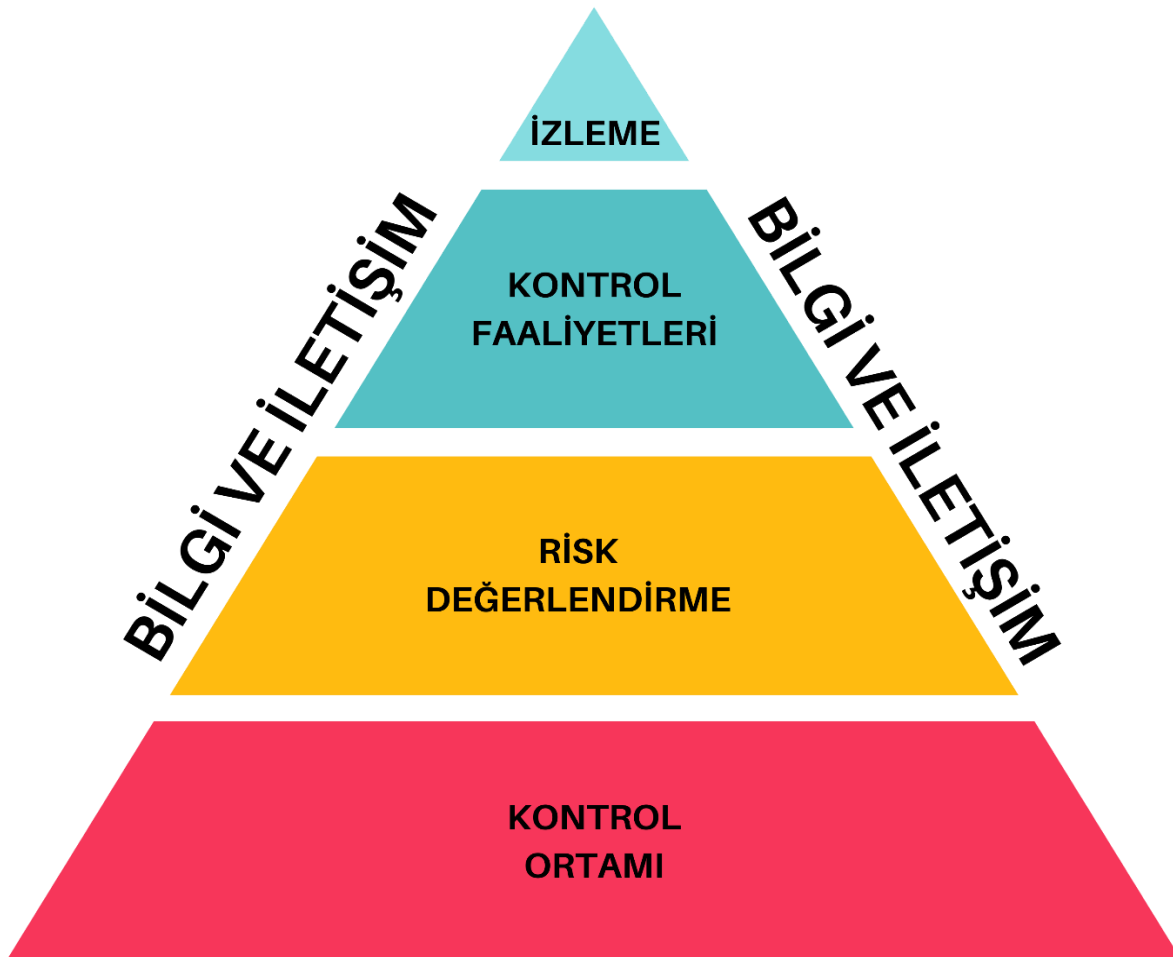 İZLEME
BİLGİ VE İLETİŞİM
BİLGİ VE İLETİŞİM
KONTROL
FAALİYETLERİ
RİSK
DEĞERLENDİRME
KONTROL
ORTAMI